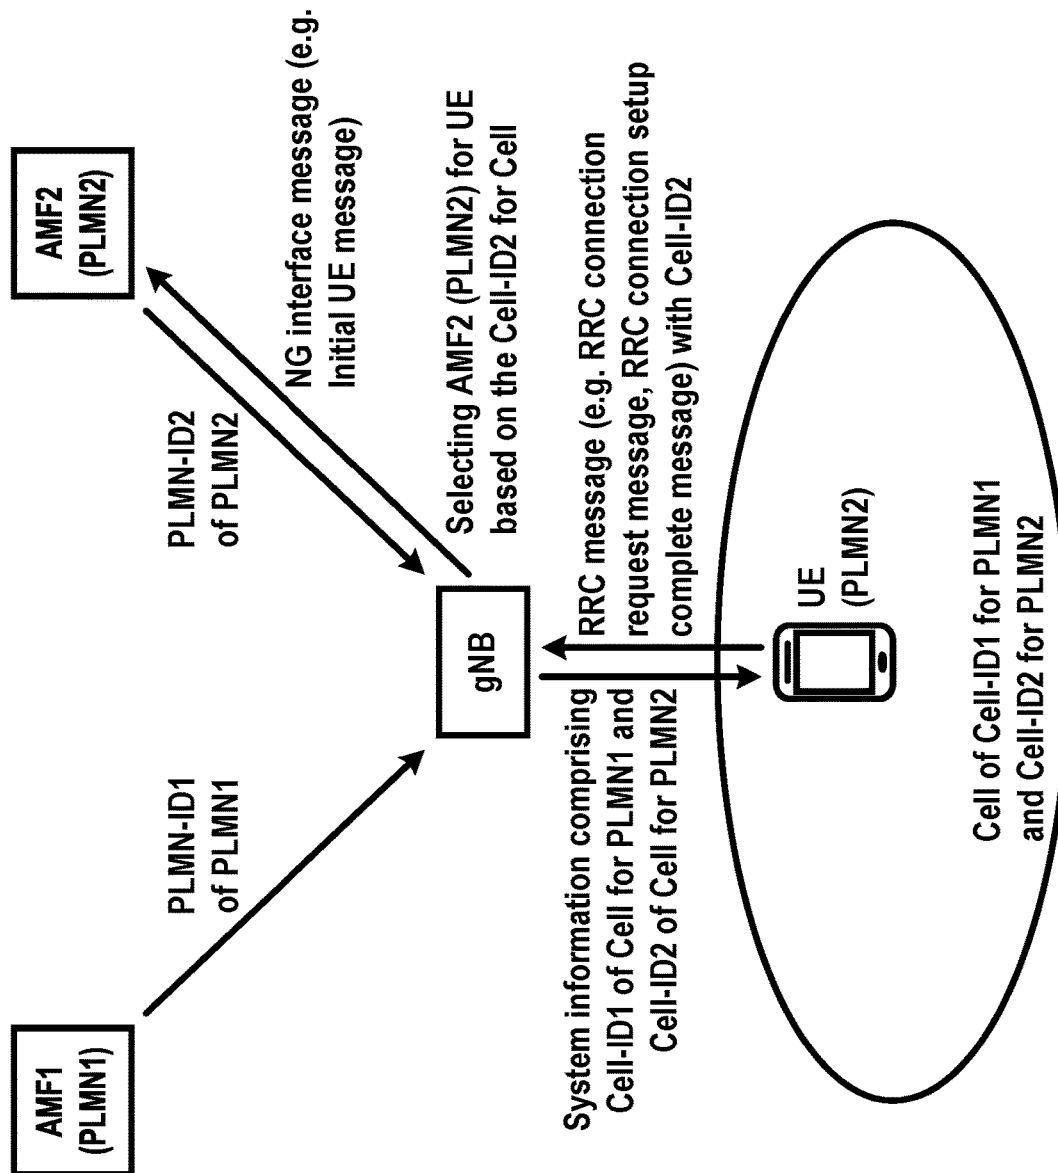 AMF1
(PLMN1)
AMF2
(PLMN2)
PLMN-ID1
of PLMN1
PLMN-ID2
of PLMN2
NG interface message (e.g.
Initial UE message)
gNB
Selecting AMF2 (PLMN2) for UE
based on the Cell-ID2 for Cell
System information comprising
Cell-ID1 of Cell for PLMN1 and
Cell-ID2 of Cell for PLMN2
RRC message (e.g. RRC connection
request message, RRC connection setup
complete message) with Cell-ID2
UE
(PLMN2)
Cell of Cell-ID1 for PLMN1
and Cell-ID2 for PLMN2